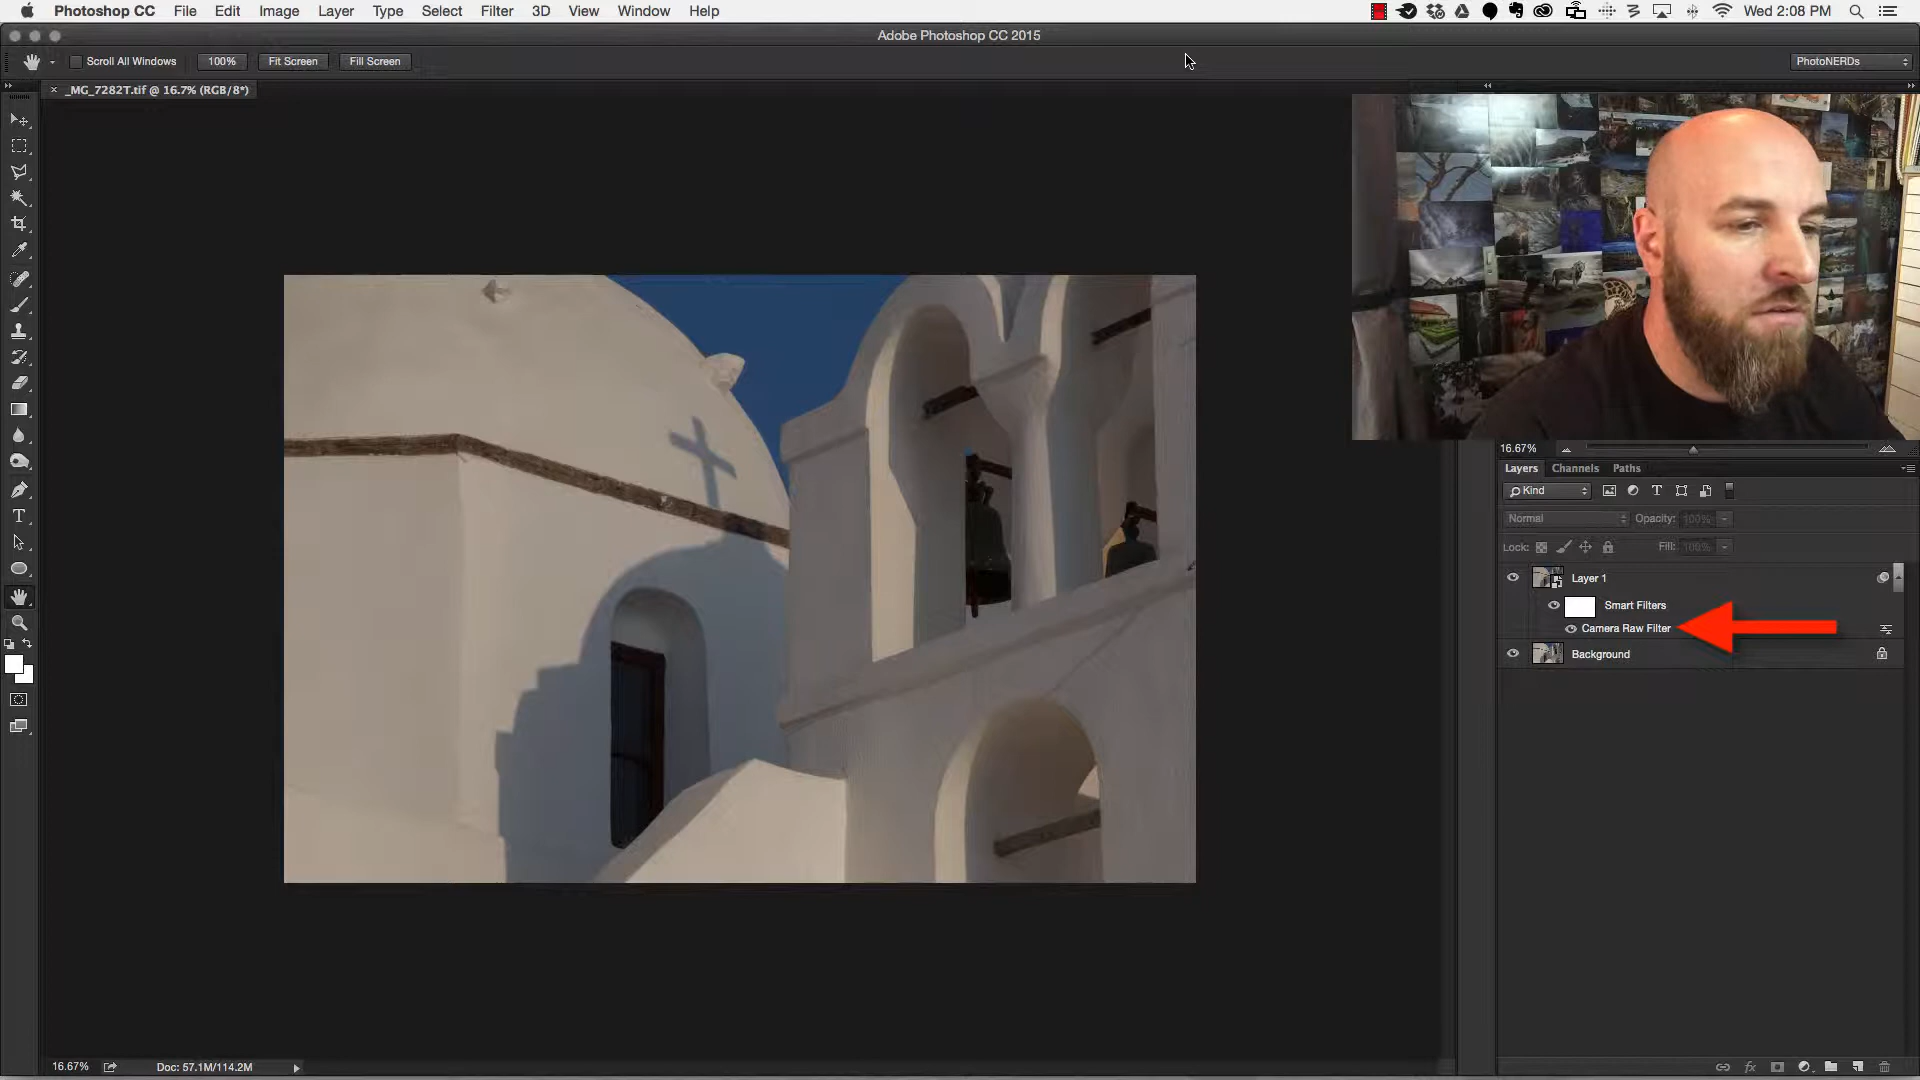 Photoshop CC File Edit Image Layer Type Select Filter 3D View Window Help Wed 2:08 PM
Adobe Photoshop CC 2015
Scroll All Windows 100% Fit Screen Fill Screen PhotoNERDs
_MG_7282T.tif @ 16.7% (RGB/8*)
16.67%
Layers Channels Paths
Kind
Normal Opacity: 100%
Lock: Fill: 100%
Layer 1
Smart Filters
Camera Raw Filter
Background
16.67% Doc: 57.1M/114.2M fx